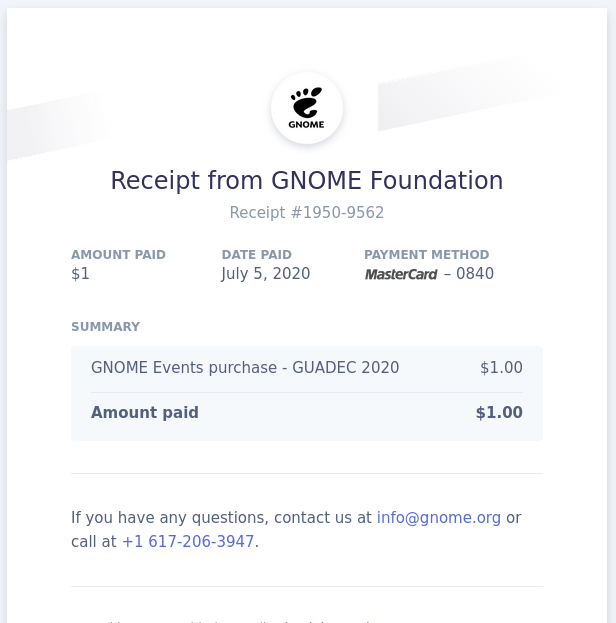 GNOME
Receipt from GNOME Foundation
Receipt #1950-9562
AMOUNT PAID DATE PAID PAYMENT METHOD
$1 July 5, 2020 MasterCard – 0840
SUMMARY
GNOME Events purchase - GUADEC 2020 $1.00
Amount paid $1.00
If you have any questions, contact us at info@gnome.org or
call at +1 617-206-3947.